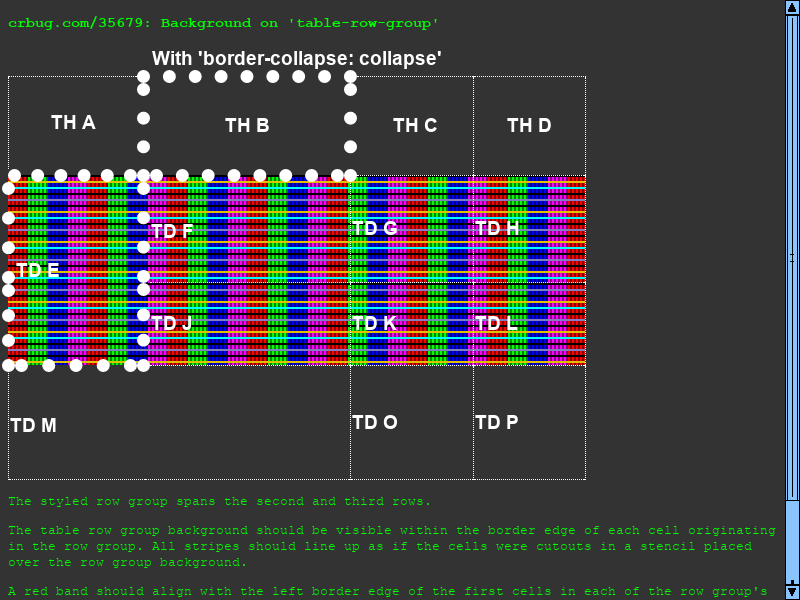 crbug.com/35679: Background on 'table-row-group'
With 'border-collapse: collapse'
TH A
TH B
TH C
TH D
TD E
TD F
TD G
TD H
TD J
TD K
TD L
TD M
TD O
TD P
The styled row group spans the second and third rows.
The table row group background should be visible within the border edge of each cell originating
in the row group. All stripes should line up as if the cells were cutouts in a stencil placed
over the row group background.
A red band should align with the left border edge of the first cells in each of the row group's